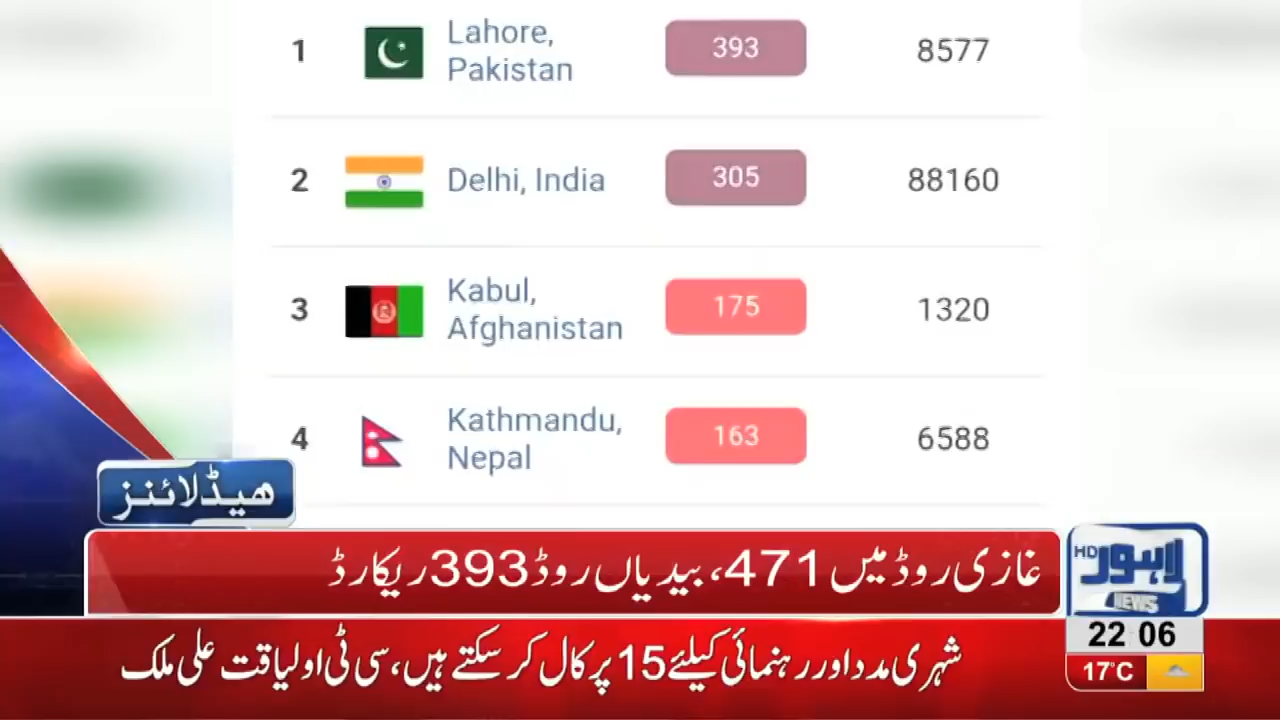 1 Lahore, Pakistan 393 8577
2 Delhi, India 305 88160
3 Kabul, Afghanistan 175 1320
4 Kathmandu, Nepal 163 6588
ھیڈلائنز
غازی روڈ میں 471، بیدیاں روڈ 393 ریکارڈ
HD لاہور
NEWS
22 06
شہری مدد اور رہنمائی کیلئے 15 پر کال کر سکتے ہیں، سی ٹی او لیاقت علی ملک
17°C